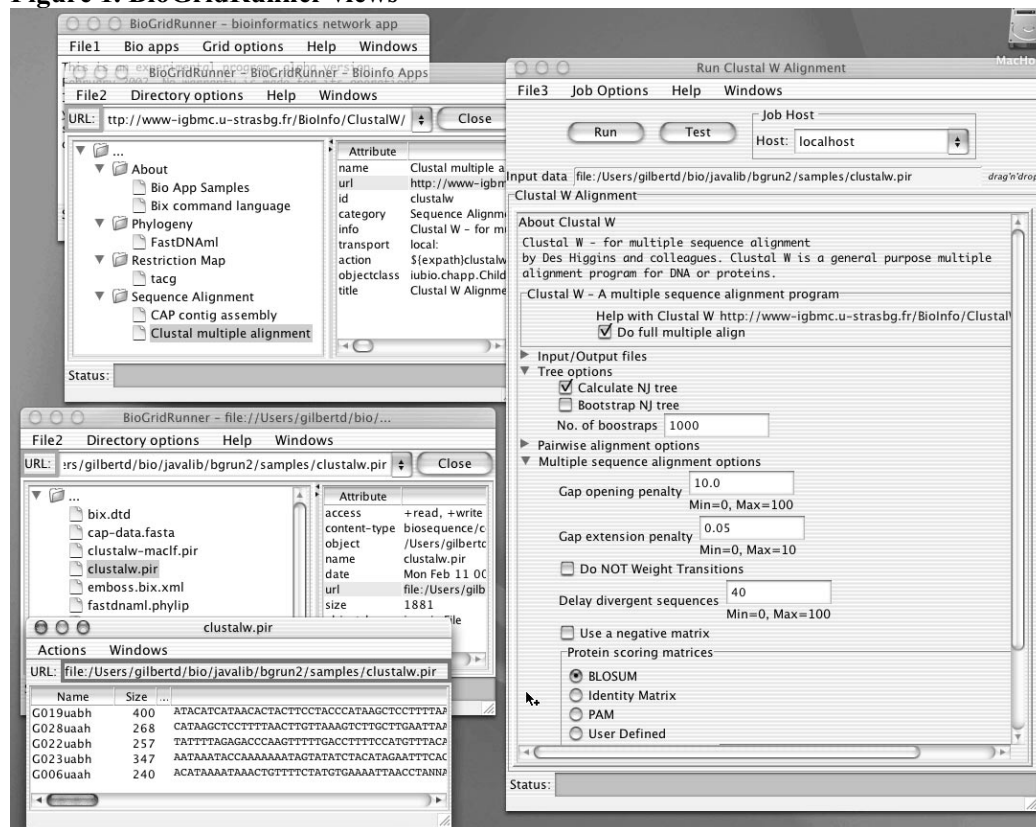 Figure 1. BioGridRunner views
BioGridRunner – bioinformatics network app
File1 Bio apps Grid options Help Windows
BioGridRunner – BioGridRunner – Bioinfo Apps
File2 Directory options Help Windows
URL: ttp://www-igbmc.u-strasbg.fr/BioInfo/ClustalW/ Close
...
About
Bio App Samples
Bix command language
Phylogeny
FastDNAml
Restriction Map
tacg
Sequence Alignment
CAP contig assembly
Clustal multiple alignment
Attribute
name Clustal multiple a
url http://www-igbm
id clustalw
category Sequence Alignme
info Clustal W – for mu
transport local:
action ${expath}clustalw
objectclass iubio.chapp.Child
title Clustal W Alignme
Status:
BioGridRunner – file://Users/gilbertd/bio/...
File2 Directory options Help Windows
URL: ers/gilbertd/bio/javalib/bgrun2/samples/clustalw.pir Close
...
bix.dtd
cap-data.fasta
clustalw-maclf.pir
clustalw.pir
emboss.bix.xml
fastdnaml.phylip
Attribute
access +read, +write
content-type biosequence/c
object /Users/gilbertc
name clustalw.pir
date Mon Feb 11 00
url file:/Users/gilb
size 1881
clustalw.pir
Actions Windows
URL: file:/Users/gilbertd/bio/javalib/bgrun2/samples/clustalw.pir
Name Size ...
G019uabh 400 ATACATCATAACACTACTTCCTACCCATAAGCTCCTTTTAA
G028uabh 268 CATAAGCTCCTTTTAACTTGTTAAAGTCTTGCTTGAATTAA
G022uabh 257 TATTTTAGAGACCCAAGTTTTTGACCTTTTCCATGTTTACA
G023uabh 347 AATAAATACCAAAAAAATAGTATATCTACATAGAATTTCAC
G006uaah 240 ACATAAAATAAACTGTTTTCTATGTGAAAATTAACCTANNA
MacHo
Run Clustal W Alignment
File3 Job Options Help Windows
Run Test
Job Host
Host: localhost
Input data file:/Users/gilbertd/bio/javalib/bgrun2/samples/clustalw.pir drag'n'drop
Clustal W Alignment
About Clustal W
Clustal W - for multiple sequence alignment
by Des Higgins and colleagues. Clustal W is a general purpose multiple
alignment program for DNA or proteins.
Clustal W – A multiple sequence alignment program
Help with Clustal W http://www-igbmc.u-strasbg.fr/BioInfo/Clustal
Do full multiple align
Input/Output files
Tree options
Calculate NJ tree
Bootstrap NJ tree
No. of boostraps 1000
Pairwise alignment options
Multiple sequence alignment options
Gap opening penalty 10.0
Min=0, Max=100
Gap extension penalty 0.05
Min=0, Max=10
Do NOT Weight Transitions
Delay divergent sequences 40
Min=0, Max=100
Use a negative matrix
Protein scoring matrices
BLOSUM
Identity Matrix
PAM
User Defined
Status: